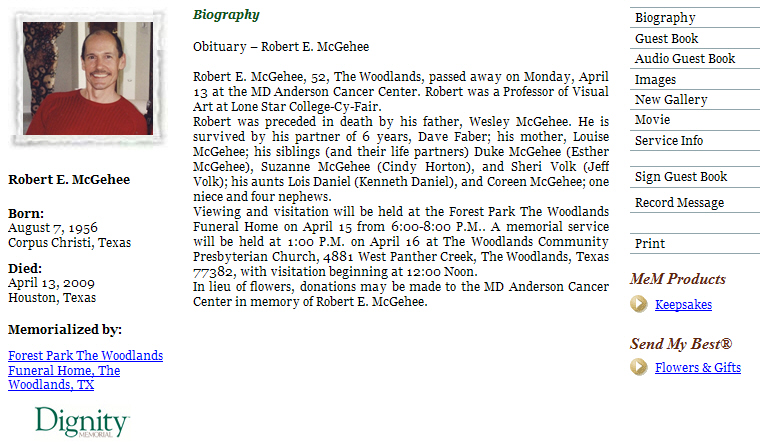 Biography
Obituary – Robert E. McGehee
Robert E. McGehee, 52, The Woodlands, passed away on Monday, April
13 at the MD Anderson Cancer Center. Robert was a Professor of Visual
Art at Lone Star College-Cy-Fair.
Robert was preceded in death by his father, Wesley McGehee. He is
survived by his partner of 6 years, Dave Faber; his mother, Louise
McGehee; his siblings (and their life partners) Duke McGehee (Esther
McGehee), Suzanne McGehee (Cindy Horton), and Sheri Volk (Jeff
Volk); his aunts Lois Daniel (Kenneth Daniel), and Coreen McGehee; one
niece and four nephews.
Viewing and visitation will be held at the Forest Park The Woodlands
Funeral Home on April 15 from 6:00-8:00 P.M.. A memorial service
will be held at 1:00 P.M. on April 16 at The Woodlands Community
Presbyterian Church, 4881 West Panther Creek, The Woodlands, Texas
77382, with visitation beginning at 12:00 Noon.
In lieu of flowers, donations may be made to the MD Anderson Cancer
Center in memory of Robert E. McGehee.
Robert E. McGehee
Born:
August 7, 1956
Corpus Christi, Texas
Died:
April 13, 2009
Houston, Texas
Memorialized by:
Forest Park The Woodlands
Funeral Home, The
Woodlands, TX
Dignity
MEMORIAL
Biography
Guest Book
Audio Guest Book
Images
New Gallery
Movie
Service Info
Sign Guest Book
Record Message
Print
MeM Products
Keepsakes
Send My Best®
Flowers & Gifts